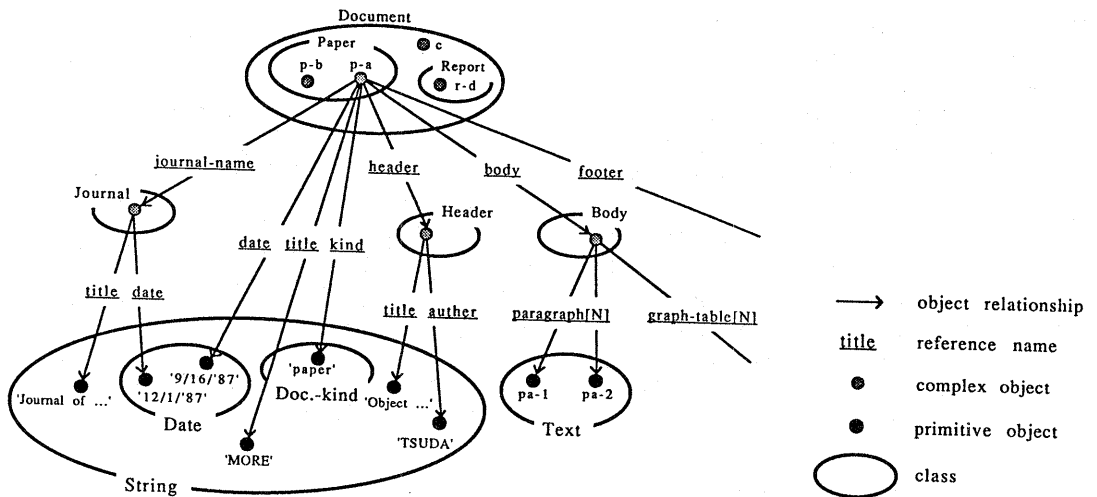 Document
Paper
c
p-b p-a
Report
r-d
journal-name
header
body
footer
Journal
Header
Body
date title kind
title date
title auther
paragraph[N]
graph-table[N]
'Journal of ...'
'9/16/'87'
'12/1/'87'
Date
'paper'
Doc.-kind
'Object ...'
'MORE'
'TSUDA'
String
pa-1 pa-2
Text
object relationship
title reference name
complex object
primitive object
class